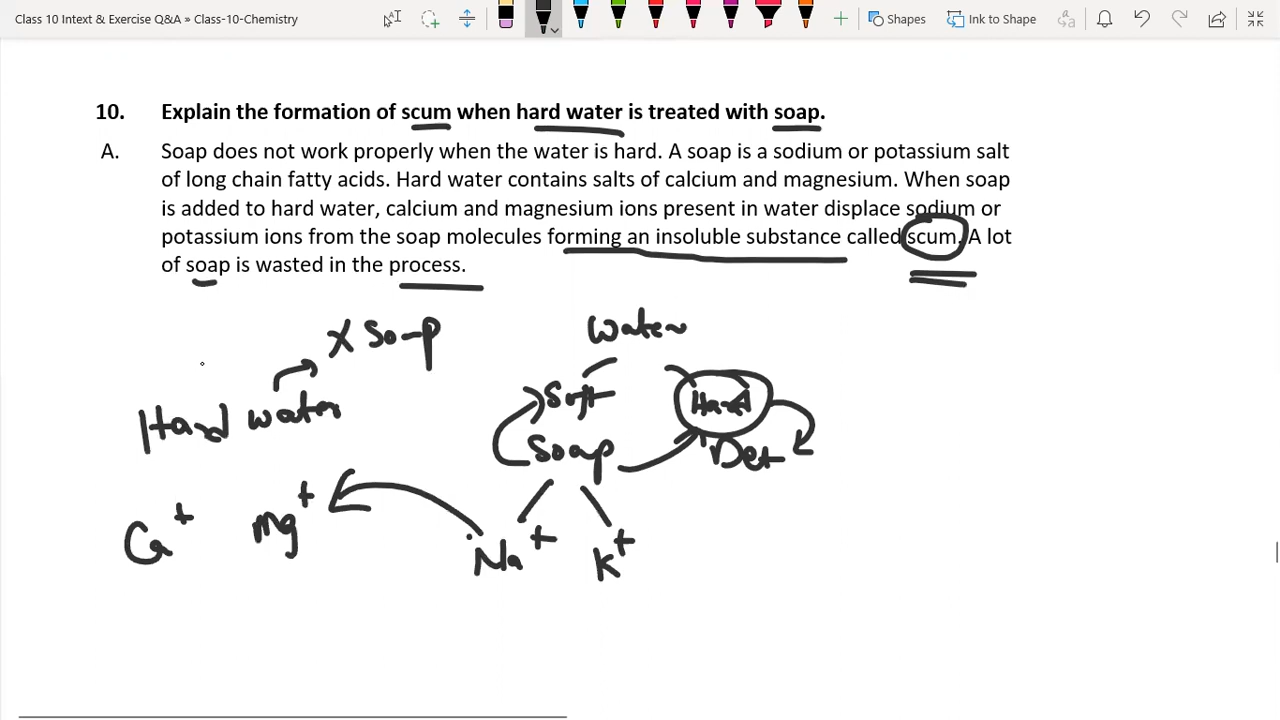 Class 10 Intext & Exercise Q&A » Class-10-Chemistry
Shapes
Ink to Shape
10. Explain the formation of scum when hard water is treated with soap.
A. Soap does not work properly when the water is hard. A soap is a sodium or potassium salt
of long chain fatty acids. Hard water contains salts of calcium and magnesium. When soap
is added to hard water, calcium and magnesium ions present in water displace sodium or
potassium ions from the soap molecules forming an insoluble substance called scum. A lot
of soap is wasted in the process.
X Soap
Water
Hard water
Soft
Hard
Soap
Det
Ca+ Mg+
Na+ K+